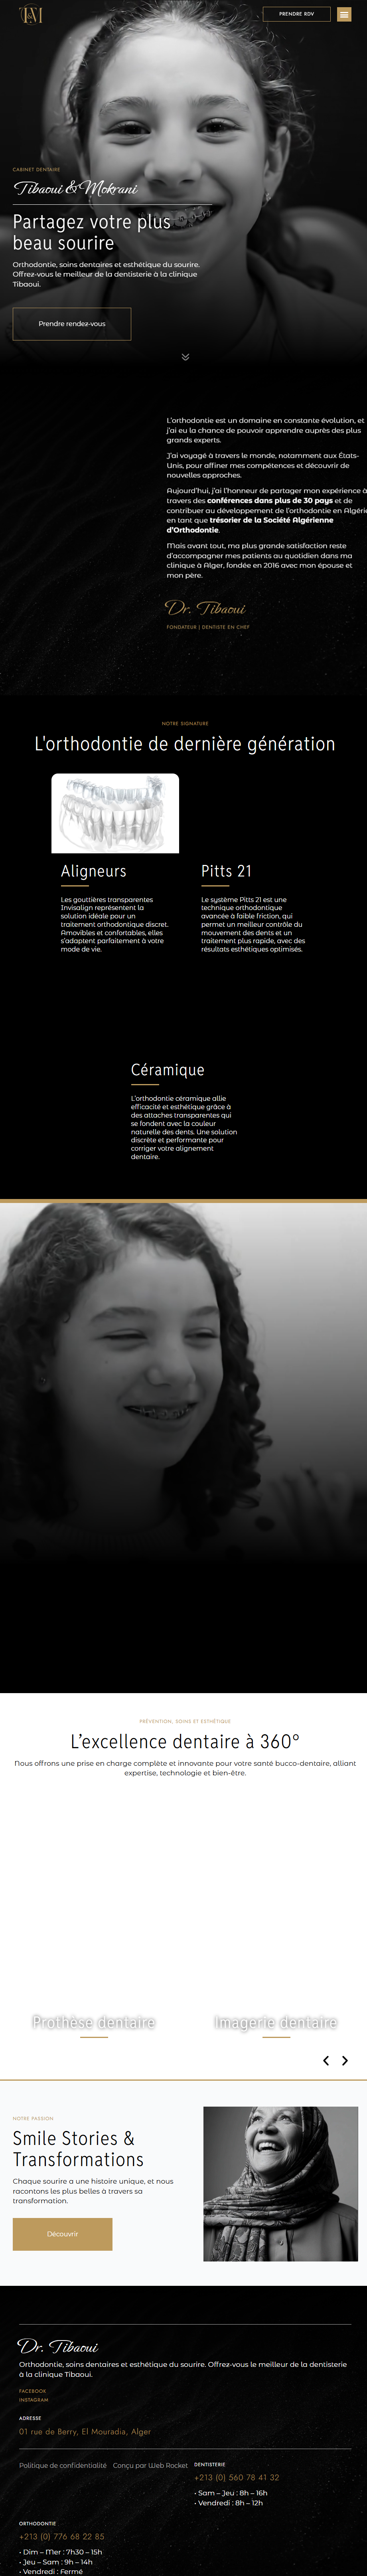 TM
PRENDRE RDV
CABINET DENTAIRE
Tibaoui & Mokrani
Partagez votre plus
beau sourire
Orthodontie, soins dentaires et esthétique du sourire.
Offrez-vous le meilleur de la dentisterie à la clinique
Tibaoui.
Prendre rendez-vous
L'orthodontie est un domaine en constante évolution, et
j'ai eu la chance de pouvoir apprendre auprès des plus
grands experts.
J'ai voyagé à travers le monde, notamment aux États-
Unis, pour affiner mes compétences et découvrir de
nouvelles approches.
Aujourd'hui, j'ai l'honneur de partager mon expérience à
travers des conférences dans plus de 30 pays et de
contribuer au développement de l'orthodontie en Algérie
en tant que trésorier de la Société Algérienne
d'Orthodontie.
Mais avant tout, ma plus grande satisfaction reste
d'accompagner mes patients au quotidien dans ma
clinique à Alger, fondée en 2016 avec mon épouse et
mon père.
Dr. Tibaoui
FONDATEUR | DENTISTE EN CHEF
NOTRE SIGNATURE
L'orthodontie de dernière génération
Aligneurs
Les gouttières transparentes
Invisalign représentent la
solution idéale pour un
traitement orthodontique discret.
Amovibles et confortables, elles
s'adaptent parfaitement à votre
mode de vie.
Pitts 21
Le système Pitts 21 est une
technique orthodontique
avancée à faible friction, qui
permet un meilleur contrôle du
mouvement des dents et un
traitement plus rapide, avec des
résultats esthétiques optimisés.
Céramique
L'orthodontie céramique allie
efficacité et esthétique grâce à
des attaches transparentes qui
se fondent avec la couleur
naturelle des dents. Une solution
discrète et performante pour
corriger votre alignement
dentaire.
PRÉVENTION, SOINS ET ESTHÉTIQUE
L'excellence dentaire à 360°
Nous offrons une prise en charge complète et innovante pour votre santé bucco-dentaire, alliant
expertise, technologie et bien-être.
Prothèse dentaire
Imagerie dentaire
NOTRE PASSION
Smile Stories &
Transformations
Chaque sourire a une histoire unique, et nous
racontons les plus belles à travers sa
transformation.
Découvrir
Dr. Tibaoui
Orthodontie, soins dentaires et esthétique du sourire. Offrez-vous le meilleur de la dentisterie
à la clinique Tibaoui.
FACEBOOK
INSTAGRAM
ADRESSE
01 rue de Berry, El Mouradia, Alger
Politique de confidentialité Conçu par Web Rocket
DENTISTERIE
+213 (0) 560 78 41 32
• Sam – Jeu : 8h – 16h
• Vendredi : 8h – 12h
ORTHODONTIE
+213 (0) 776 68 22 85
• Dim – Mer : 7h30 – 15h
• Jeu – Sam : 9h – 14h
• Vendredi : Fermé